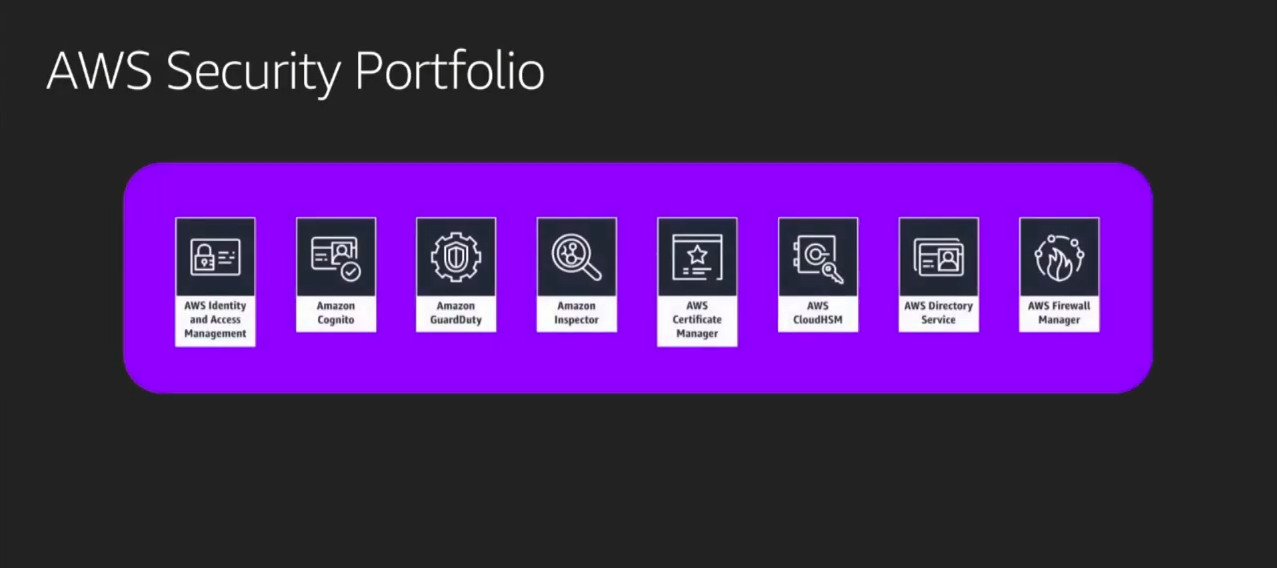 AWS Security Portfolio
AWS Identity
and Access
Management
Amazon
Cognito
Amazon
GuardDuty
Amazon
Inspector
AWS
Certificate
Manager
AWS
CloudHSM
AWS Directory
Service
AWS Firewall
Manager